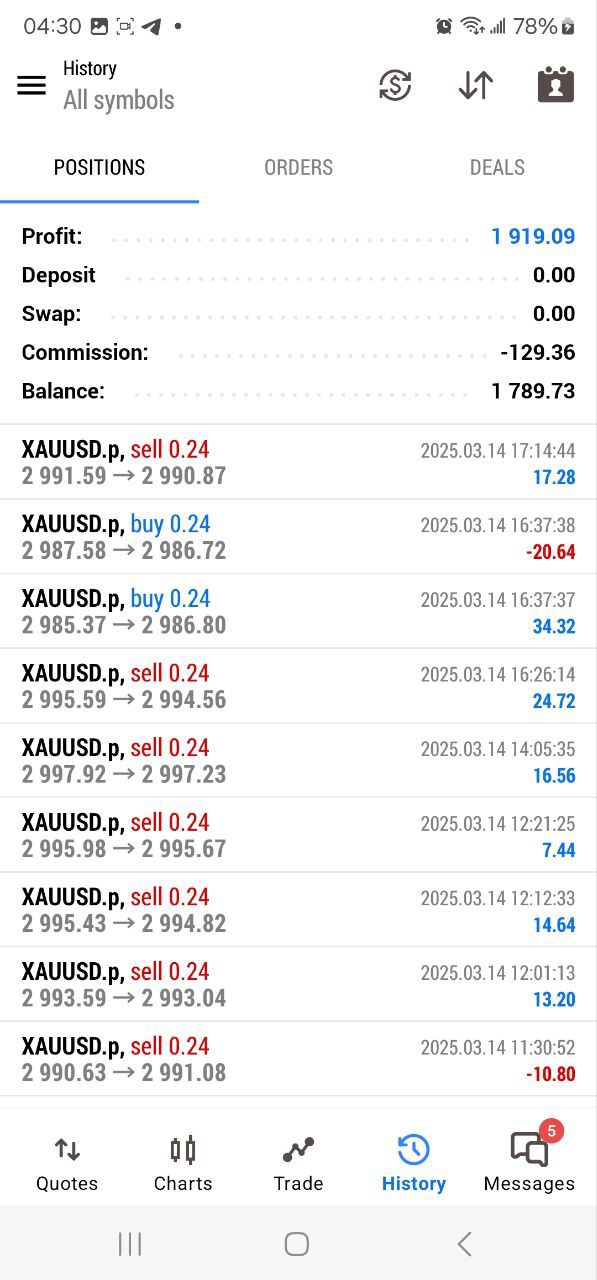 04:30 78%
History
All symbols
POSITIONS ORDERS DEALS
Profit: 1 919.09
Deposit 0.00
Swap: 0.00
Commission: -129.36
Balance: 1 789.73
XAUUSD.p, sell 0.24 2025.03.14 17:14:44
2 991.59 → 2 990.87 17.28
XAUUSD.p, buy 0.24 2025.03.14 16:37:38
2 987.58 → 2 986.72 -20.64
XAUUSD.p, buy 0.24 2025.03.14 16:37:37
2 985.37 → 2 986.80 34.32
XAUUSD.p, sell 0.24 2025.03.14 16:26:14
2 995.59 → 2 994.56 24.72
XAUUSD.p, sell 0.24 2025.03.14 14:05:35
2 997.92 → 2 997.23 16.56
XAUUSD.p, sell 0.24 2025.03.14 12:21:25
2 995.98 → 2 995.67 7.44
XAUUSD.p, sell 0.24 2025.03.14 12:12:33
2 995.43 → 2 994.82 14.64
XAUUSD.p, sell 0.24 2025.03.14 12:01:13
2 993.59 → 2 993.04 13.20
XAUUSD.p, sell 0.24 2025.03.14 11:30:52
2 990.63 → 2 991.08 -10.80
5
Quotes Charts Trade History Messages